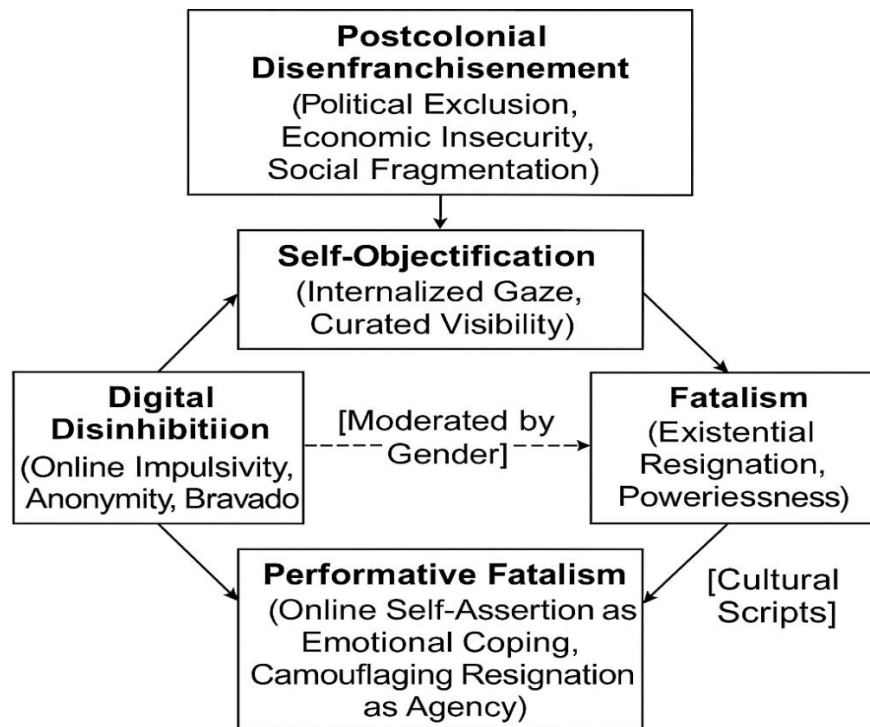 Postcolonial
Disenfranchisenement
(Political Exclusion,
Economic Insecurity,
Social Fragmentation)
Self-Objectification
(Internalized Gaze,
Curated Visibility)
Digital
Disinhibitiion
(Online Impulsivity,
Anonymity, Bravado
[Moderated by
Gender]
Fatalism
(Existential
Resignation,
Poweriessness)
Performative Fatalism
(Online Self-Assertion as
Emotional Coping,
Camouflaging Resignation
as Agency)
[Cultural
Scripts]